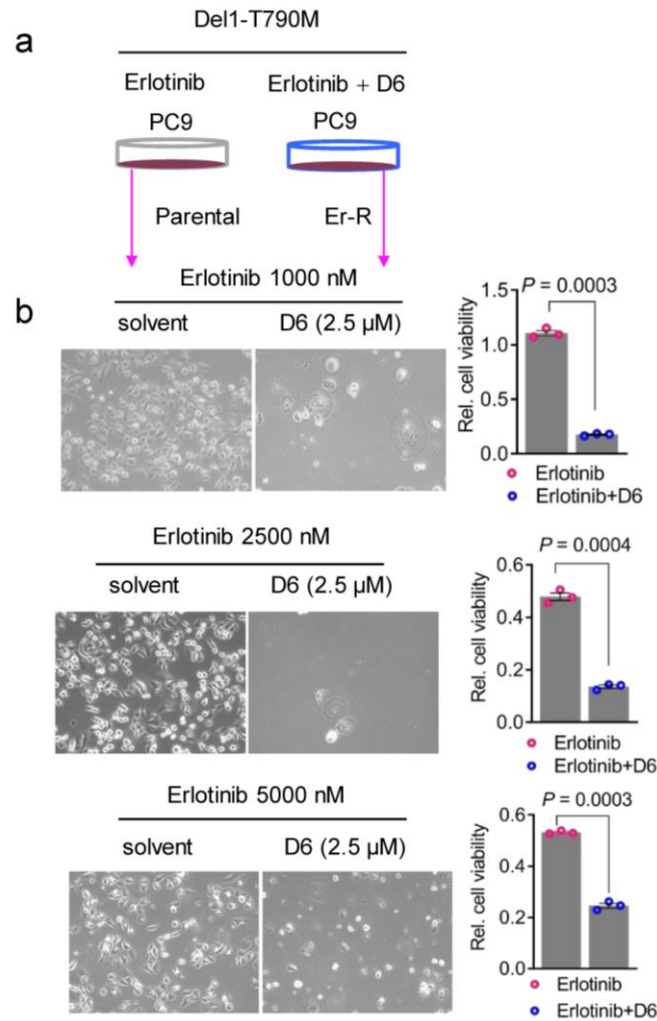 a
Del1-T790M
Erlotinib
Erlotinib + D6
PC9
PC9
Parental
Er-R
b
Erlotinib 1000 nM
solvent
D6 (2.5 µM)
P = 0.0003
Rel. cell viability
1.5
1.0
0.5
0.0
Erlotinib
Erlotinib+D6
Erlotinib 2500 nM
solvent
D6 (2.5 µM)
P = 0.0004
Rel. cell viability
0.6
0.4
0.2
0.0
Erlotinib
Erlotinib+D6
Erlotinib 5000 nM
solvent
D6 (2.5 µM)
P = 0.0003
Rel. cell viability
0.6
0.4
0.2
0.0
Erlotinib
Erlotinib+D6